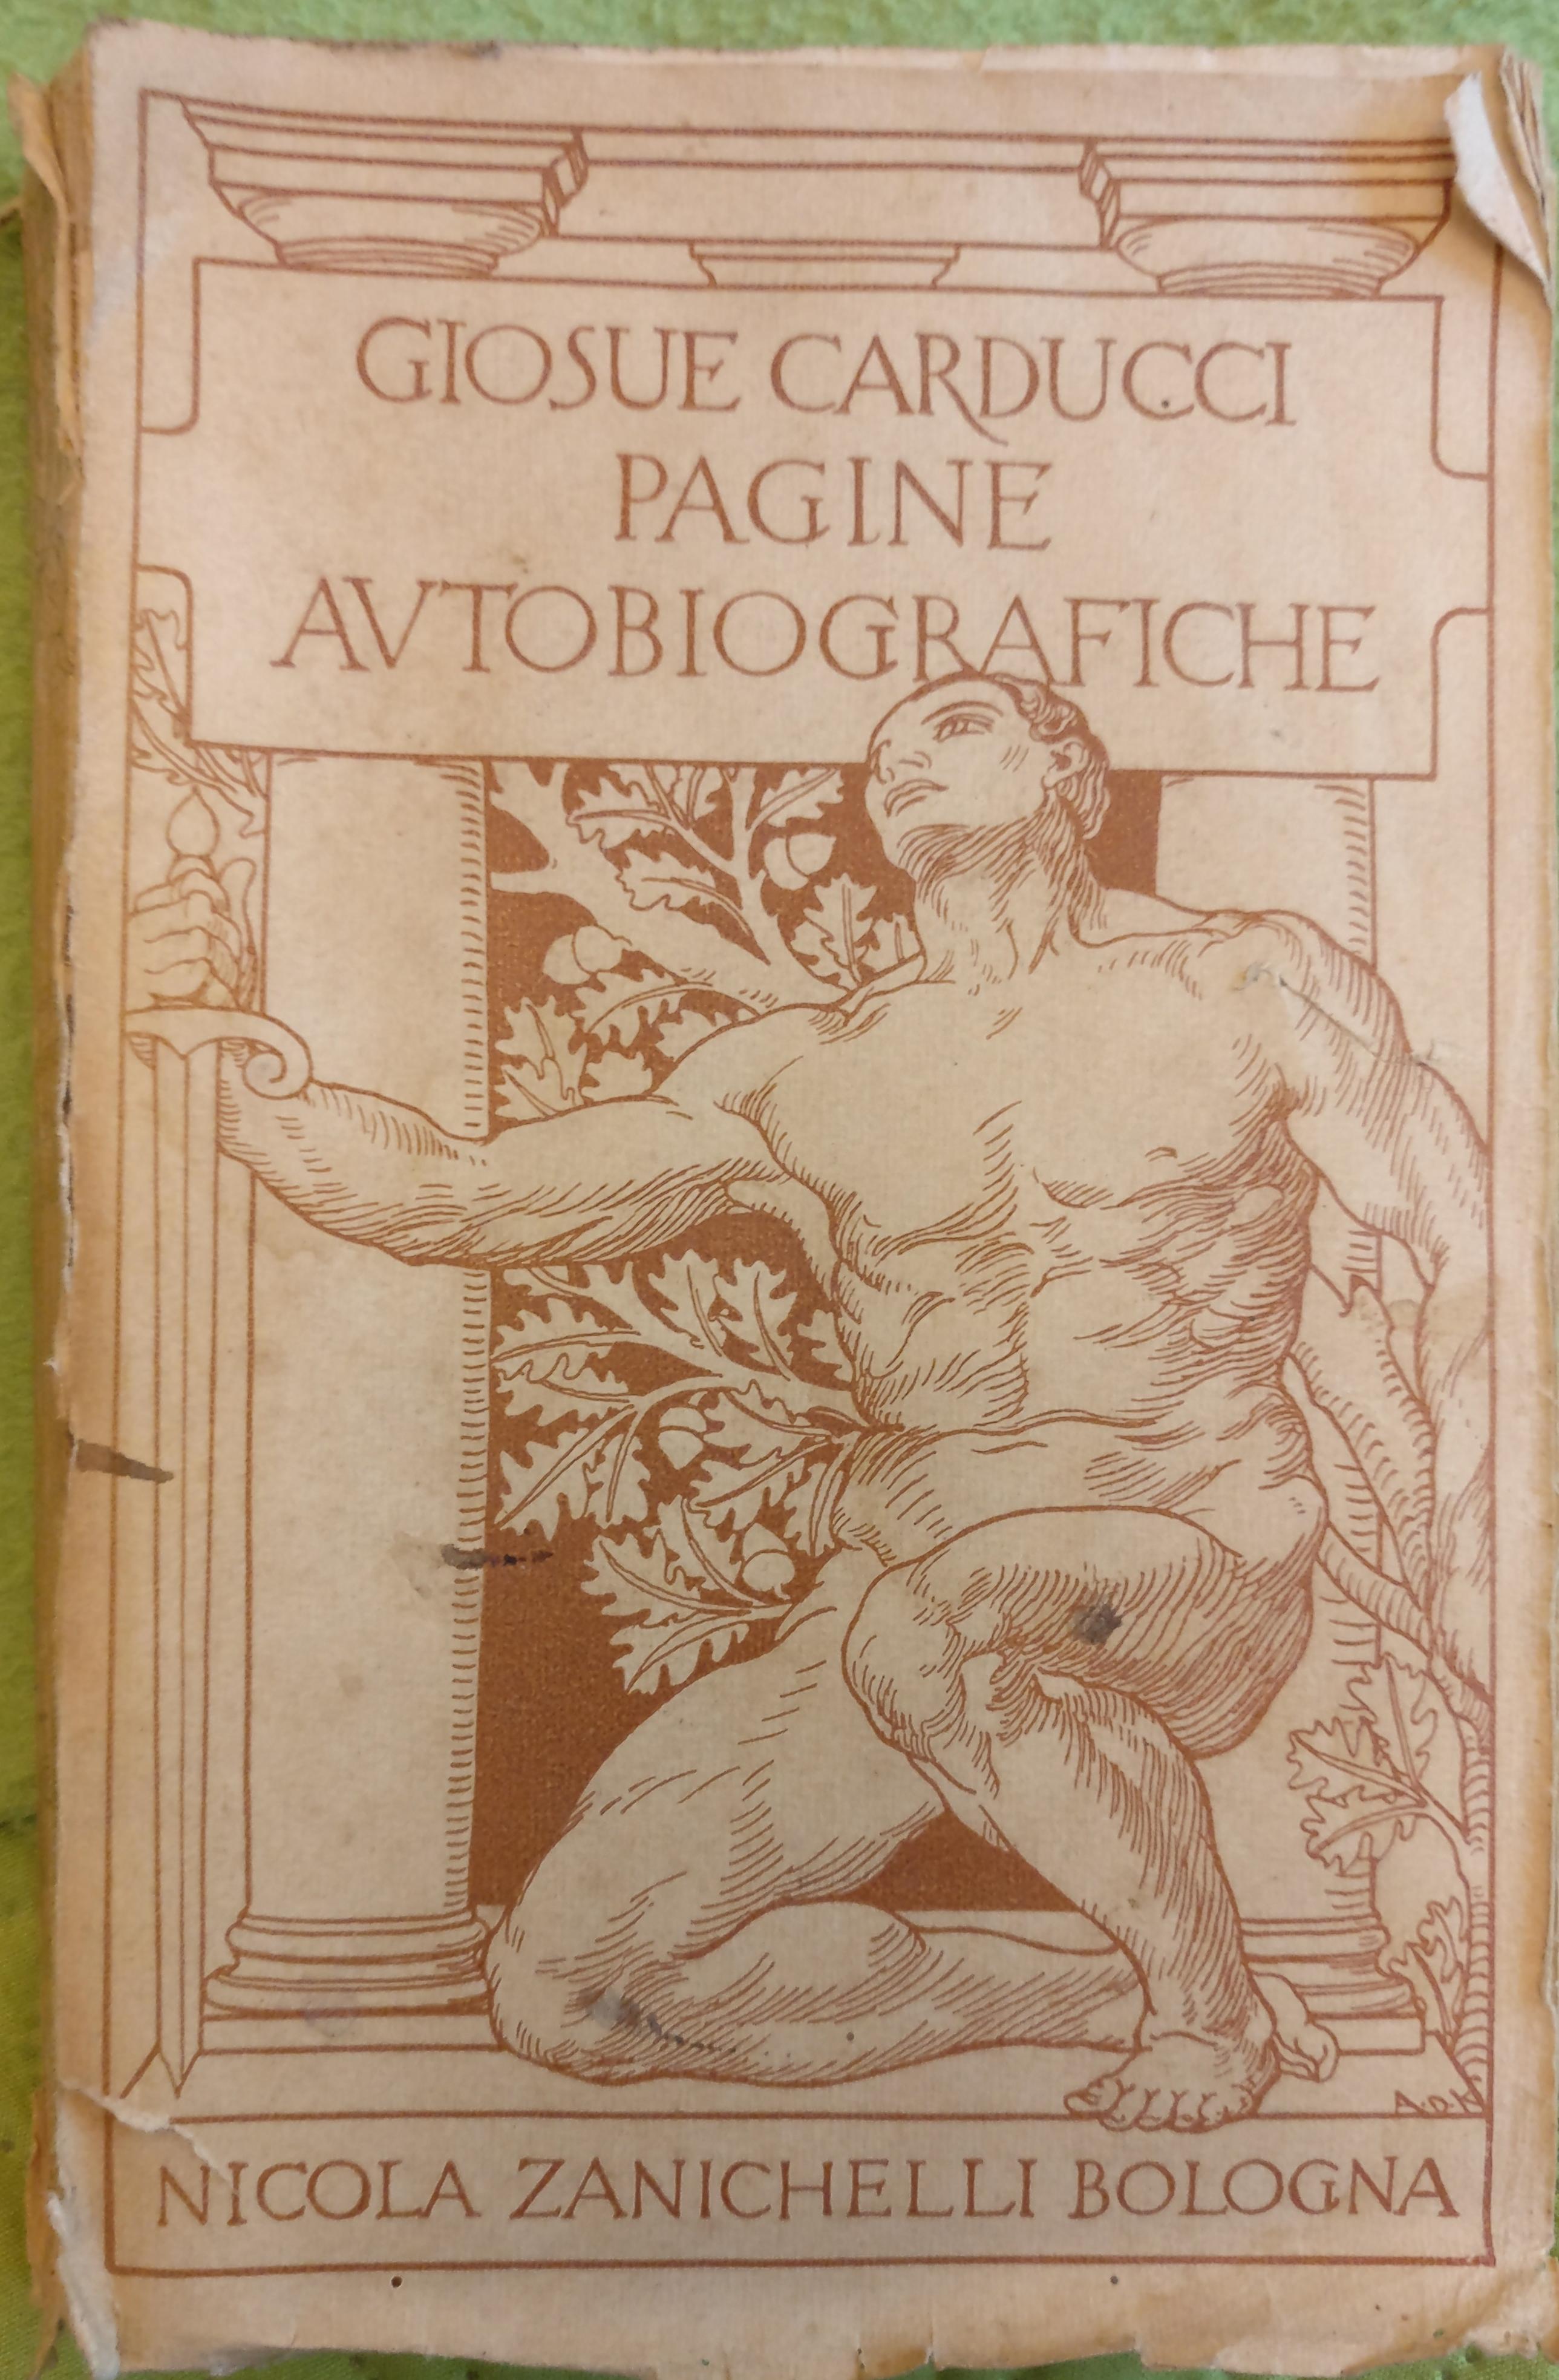 GIOSUE CARDUCCI
PAGINE
AVTOBIOGRAFICHE
A·D·K
NICOLA ZANICHELLI BOLOGNA